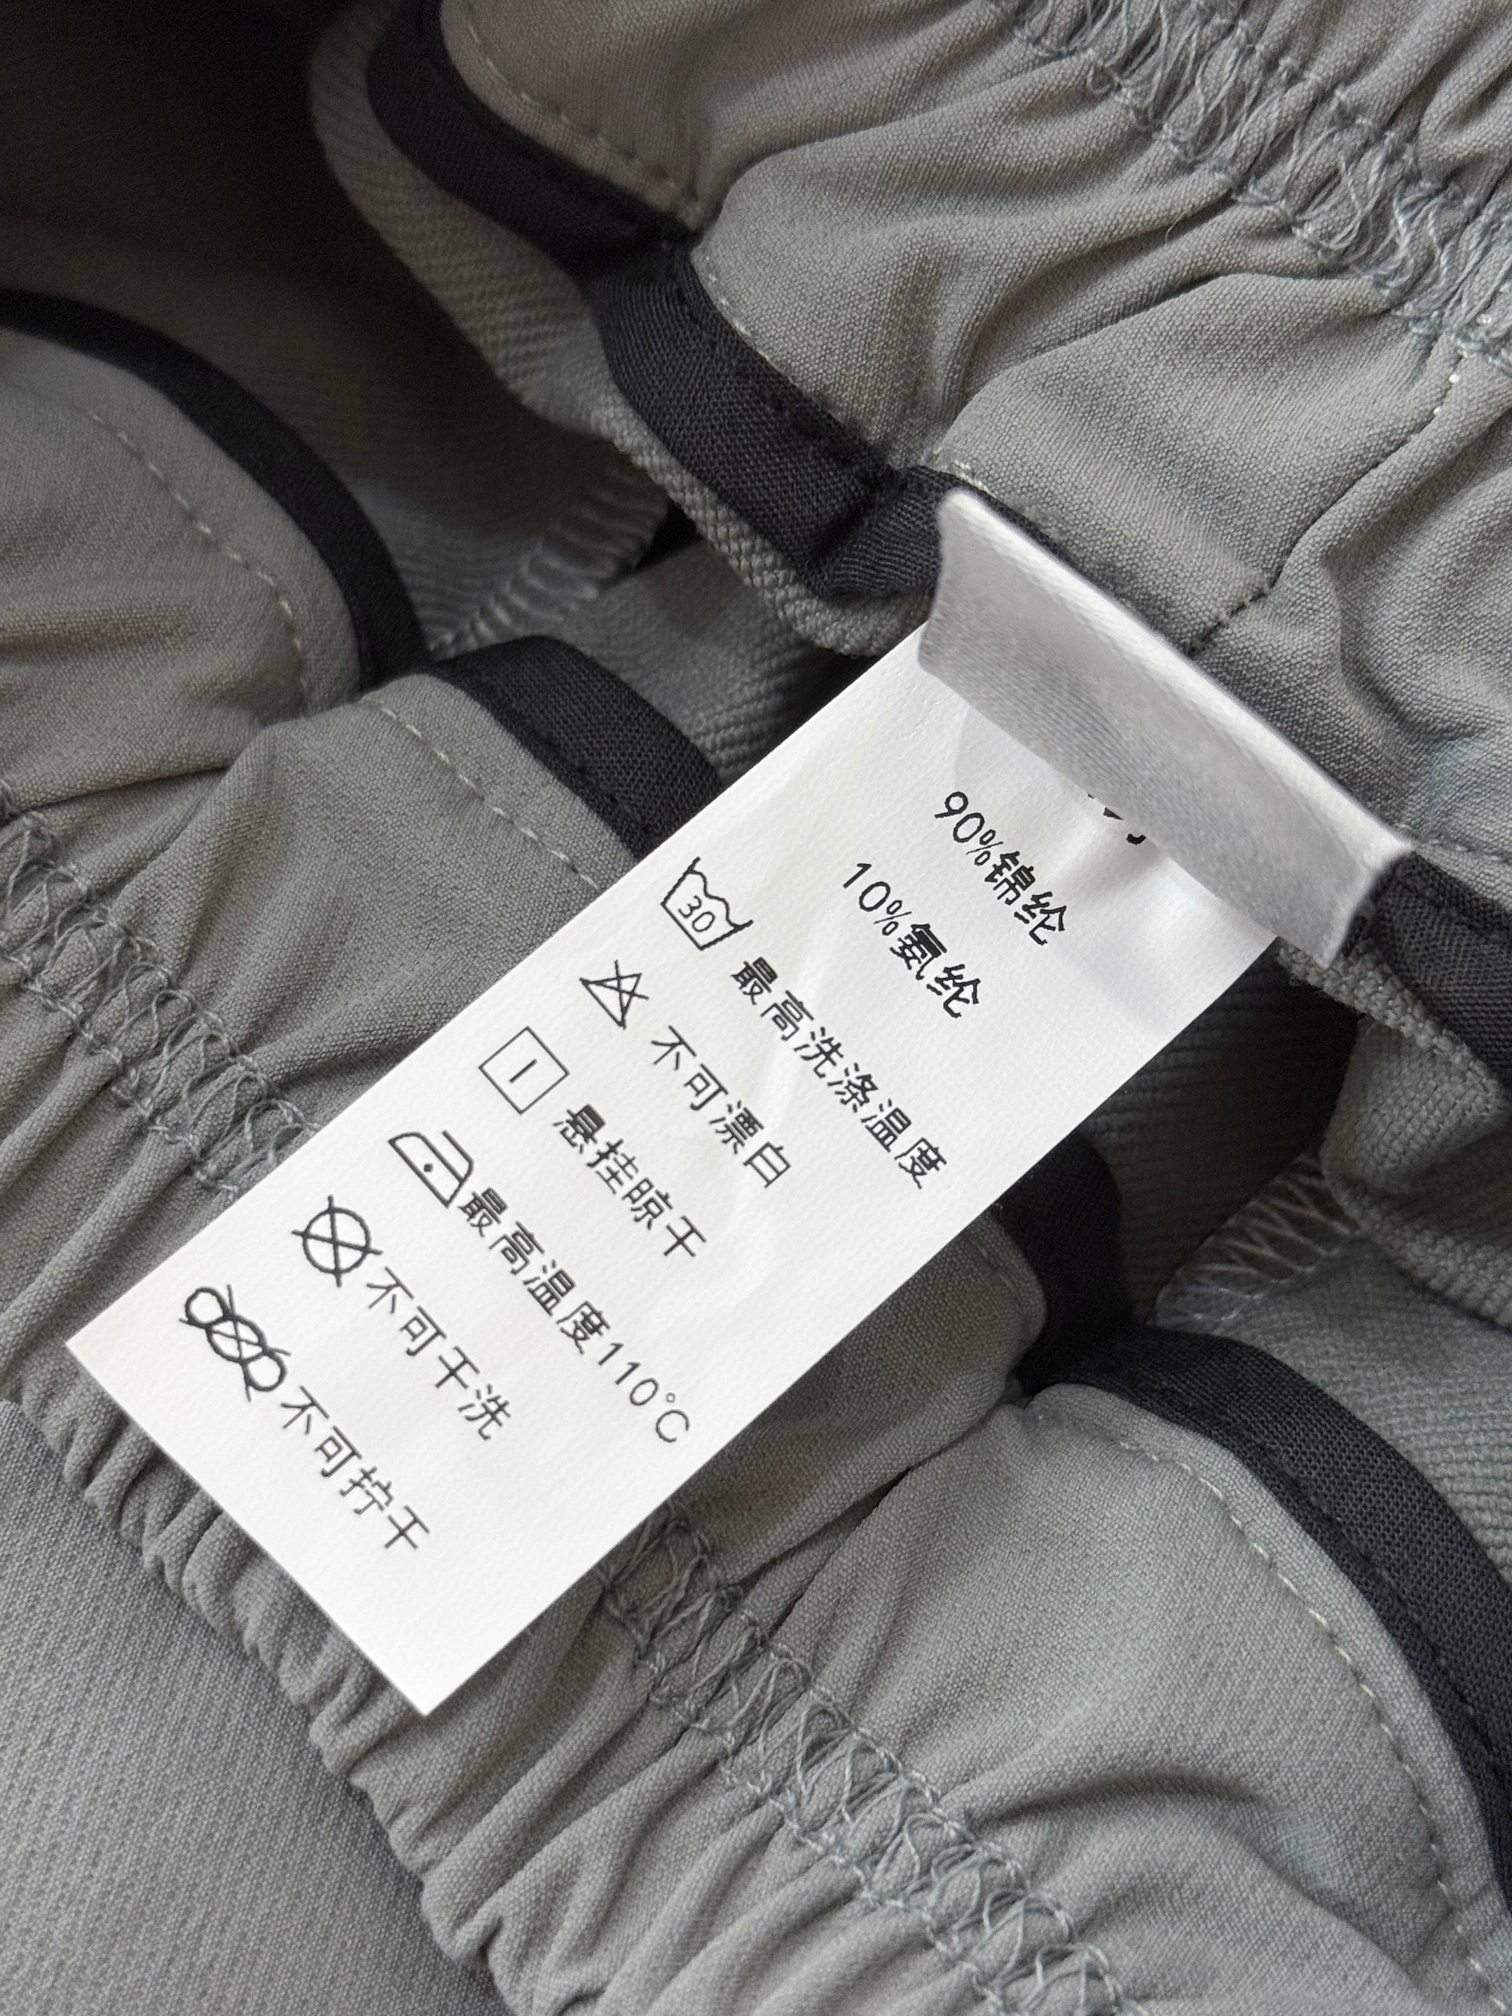 90%锦纶
10%氨纶
30 最高洗涤温度
不可漂白
悬挂晾干
最高温度110℃
不可干洗
不可拧干